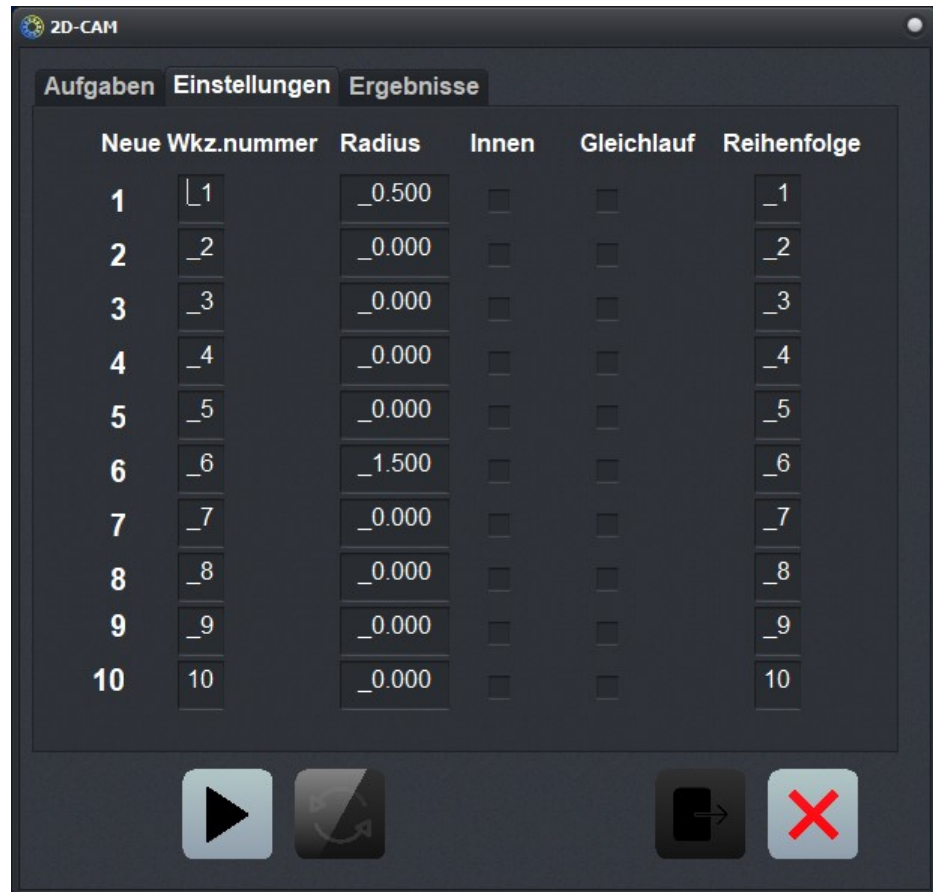 2D-CAM
Aufgaben Einstellungen Ergebnisse
Neue Wkz.nummer Radius Innen Gleichlauf Reihenfolge
1 _1 _0.500 _1
2 _2 _0.000 _2
3 _3 _0.000 _3
4 _4 _0.000 _4
5 _5 _0.000 _5
6 _6 _1.500 _6
7 _7 _0.000 _7
8 _8 _0.000 _8
9 _9 _0.000 _9
10 10 _0.000 10